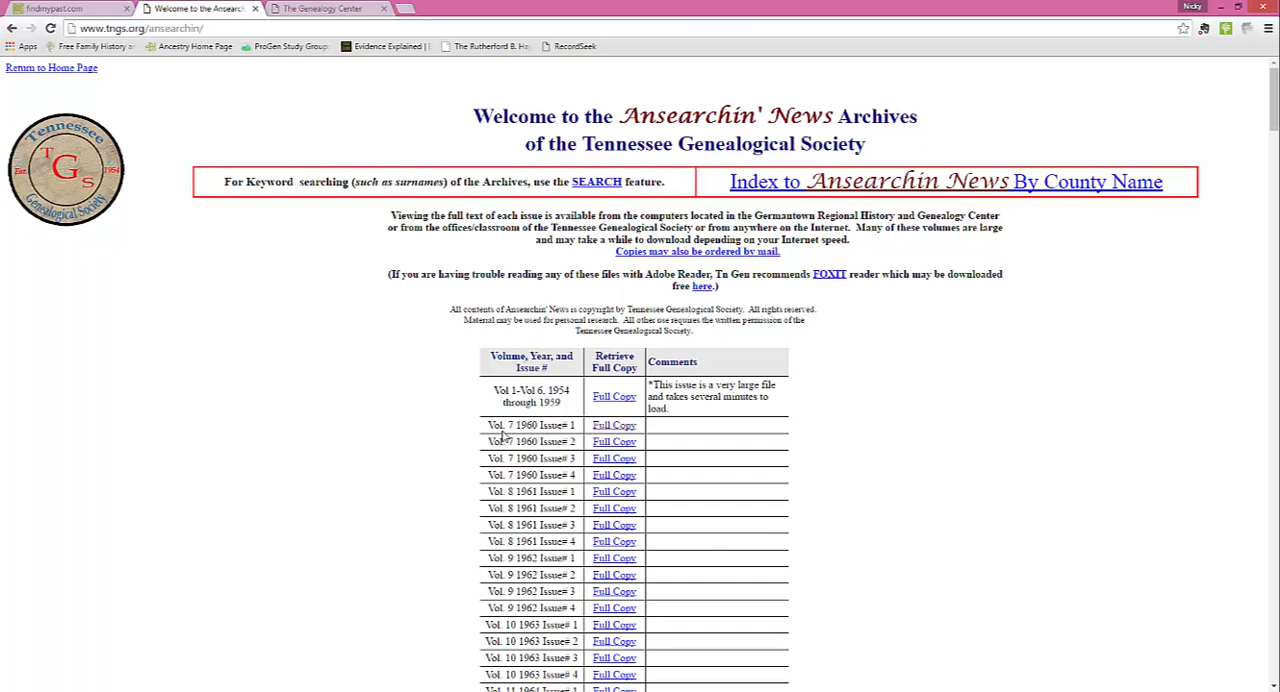 findmypast.com
Welcome to the Ansearch
The Genealogy Center
Nicky
www.tngs.org/ansearchin/
Apps
Free Family History a
Ancestry Home Page
ProGen Study Group
Evidence Explained |
The Rutherford B. Ha
RecordSeek
Return to Home Page
Tennessee
TGS
Est. 1954
Genealogical Society
Welcome to the Ansearchin' News Archives
of the Tennessee Genealogical Society
For Keyword searching (such as surnames) of the Archives, use the SEARCH feature.
Index to Ansearchin News By County Name
Viewing the full text of each issue is available from the computers located in the Germantown Regional History and Genealogy Center
or from the offices/classroom of the Tennessee Genealogical Society or from anywhere on the Internet. Many of these volumes are large
and may take a while to download depending on your Internet speed.
Copies may also be ordered by mail.
(If you are having trouble reading any of these files with Adobe Reader, Tn Gen recommends FOXIT reader which may be downloaded
free here.)
All contents of Ansearchin' News is copyright by Tennessee Genealogical Society. All rights reserved.
Material may be used for personal research. All other use requires the written permission of the
Tennessee Genealogical Society.
Volume, Year, and
Issue #
Retrieve
Full Copy
Comments
Vol 1-Vol 6, 1954
through 1959
Full Copy
*This issue is a very large file
and takes several minutes to
load.
Vol. 7 1960 Issue# 1 Full Copy
Vol. 7 1960 Issue# 2 Full Copy
Vol. 7 1960 Issue# 3 Full Copy
Vol. 7 1960 Issue# 4 Full Copy
Vol. 8 1961 Issue# 1 Full Copy
Vol. 8 1961 Issue# 2 Full Copy
Vol. 8 1961 Issue# 3 Full Copy
Vol. 8 1961 Issue# 4 Full Copy
Vol. 9 1962 Issue# 1 Full Copy
Vol. 9 1962 Issue# 2 Full Copy
Vol. 9 1962 Issue# 3 Full Copy
Vol. 9 1962 Issue# 4 Full Copy
Vol. 10 1963 Issue# 1 Full Copy
Vol. 10 1963 Issue# 2 Full Copy
Vol. 10 1963 Issue# 3 Full Copy
Vol. 10 1963 Issue# 4 Full Copy
Vol. 11 1964 Issue# 1 Full Copy